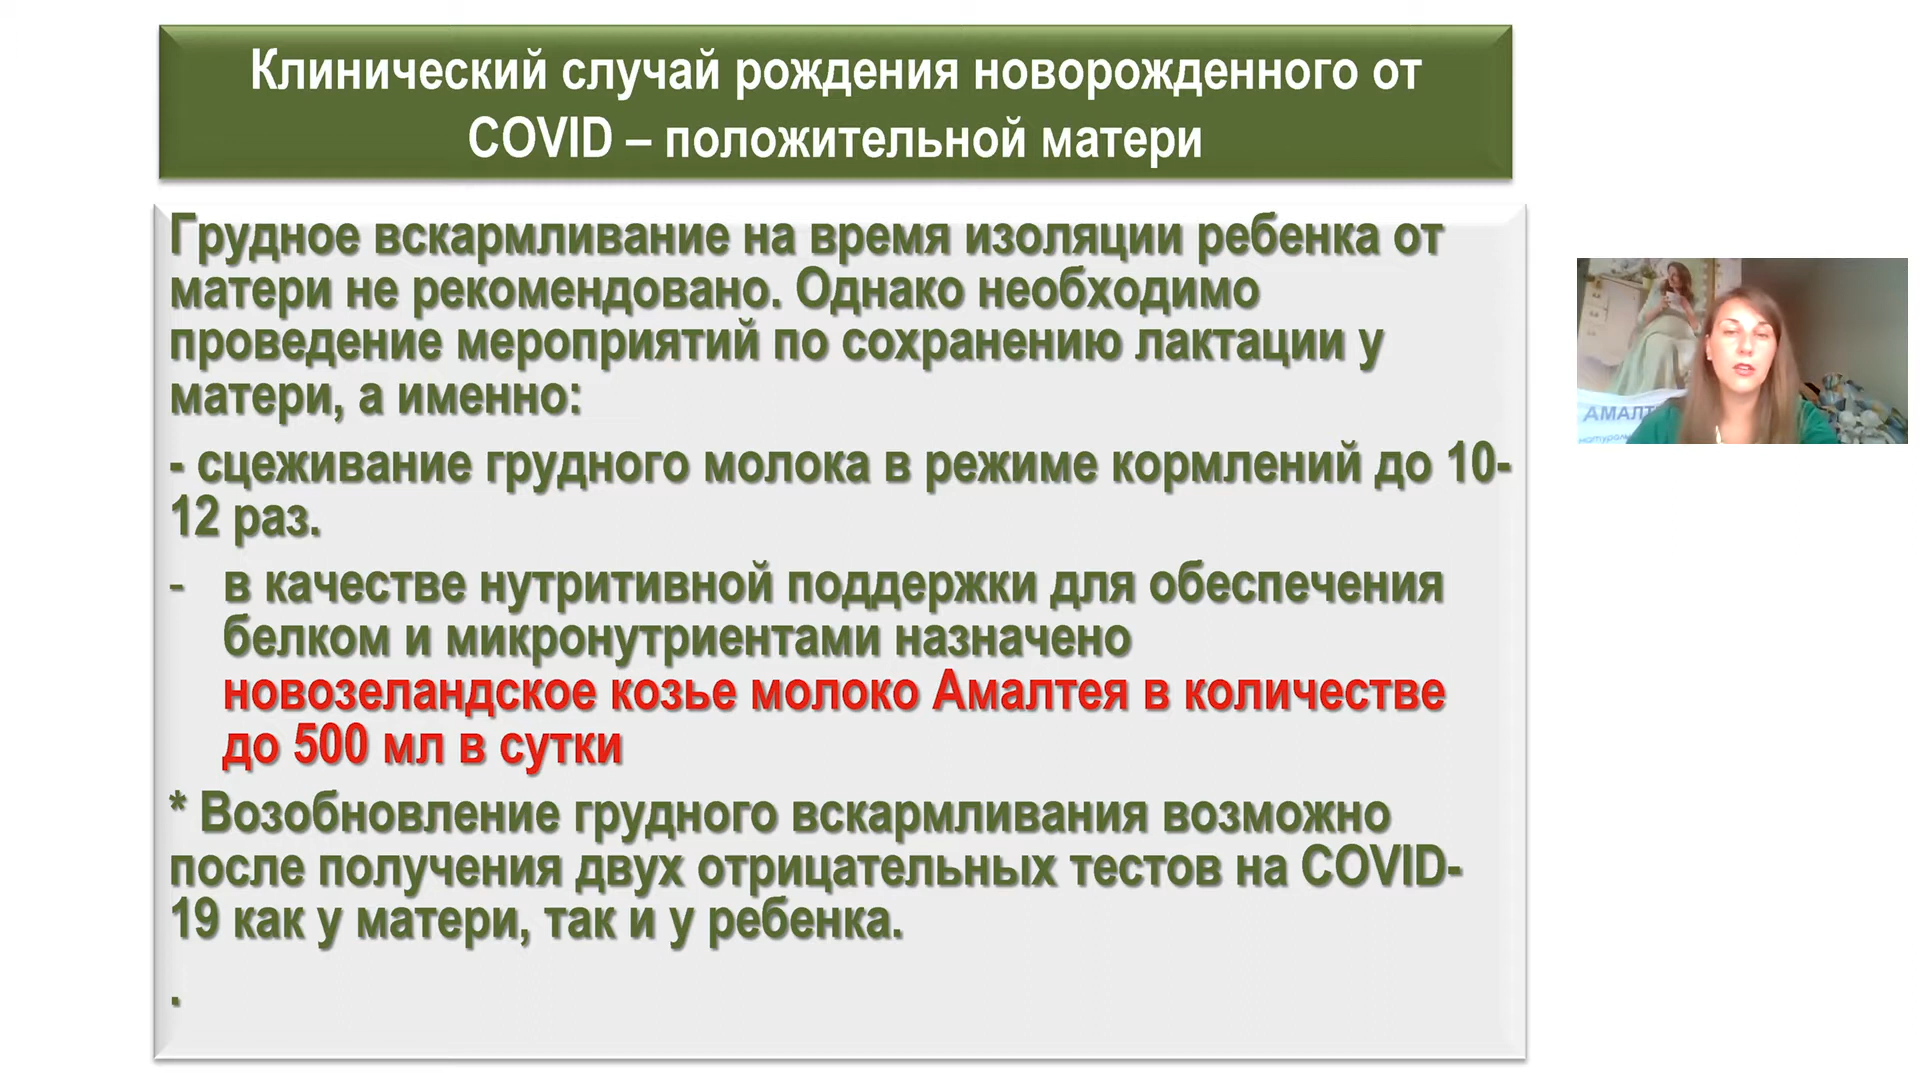 Клинический случай рождения новорожденного от
COVID – положительной матери
Грудное вскармливание на время изоляции ребенка от
матери не рекомендовано. Однако необходимо
проведение мероприятий по сохранению лактации у
матери, а именно:
- сцеживание грудного молока в режиме кормлений до 10-
12 раз.
- в качестве нутритивной поддержки для обеспечения
белком и микронутриентами назначено
новозеландское козье молоко Амалтея в количестве
до 500 мл в сутки
* Возобновление грудного вскармливания возможно
после получения двух отрицательных тестов на COVID-
19 как у матери, так и у ребенка.
.
АМАЛТ
натураль